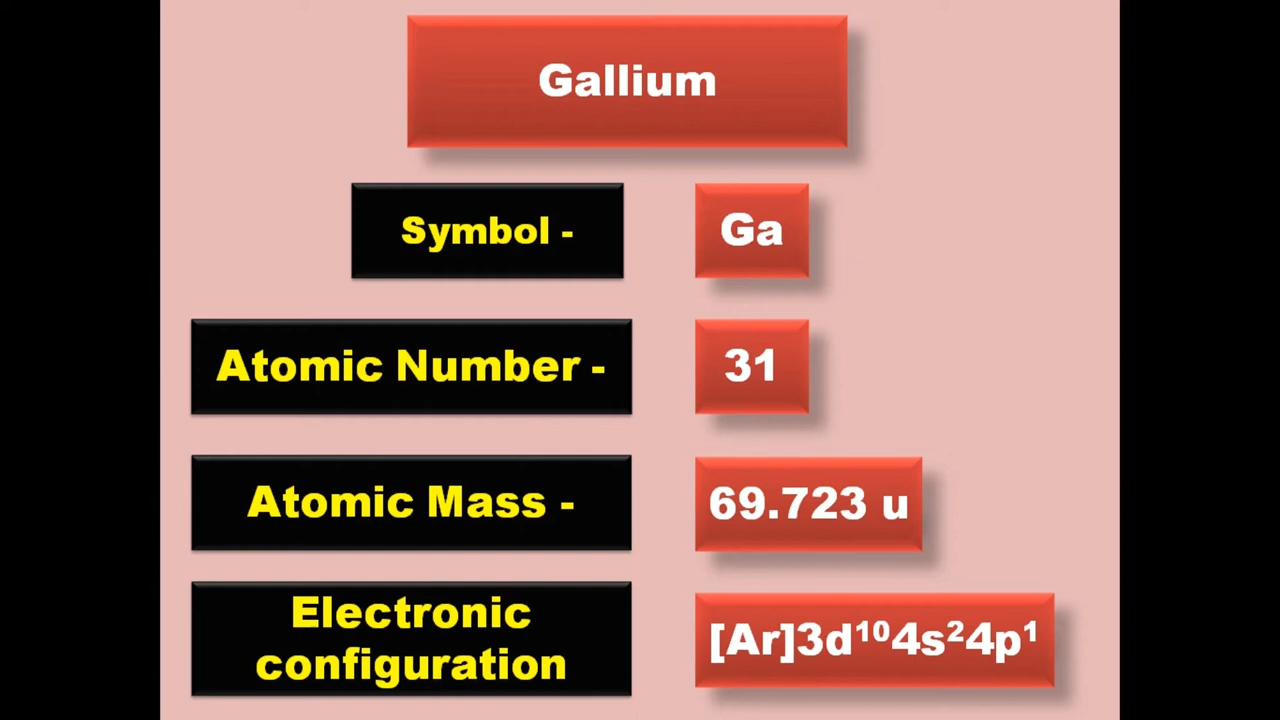 Gallium
Symbol - Ga
Atomic Number - 31
Atomic Mass - 69.723 u
Electronic
configuration
[Ar]3d¹⁰4s²4p¹